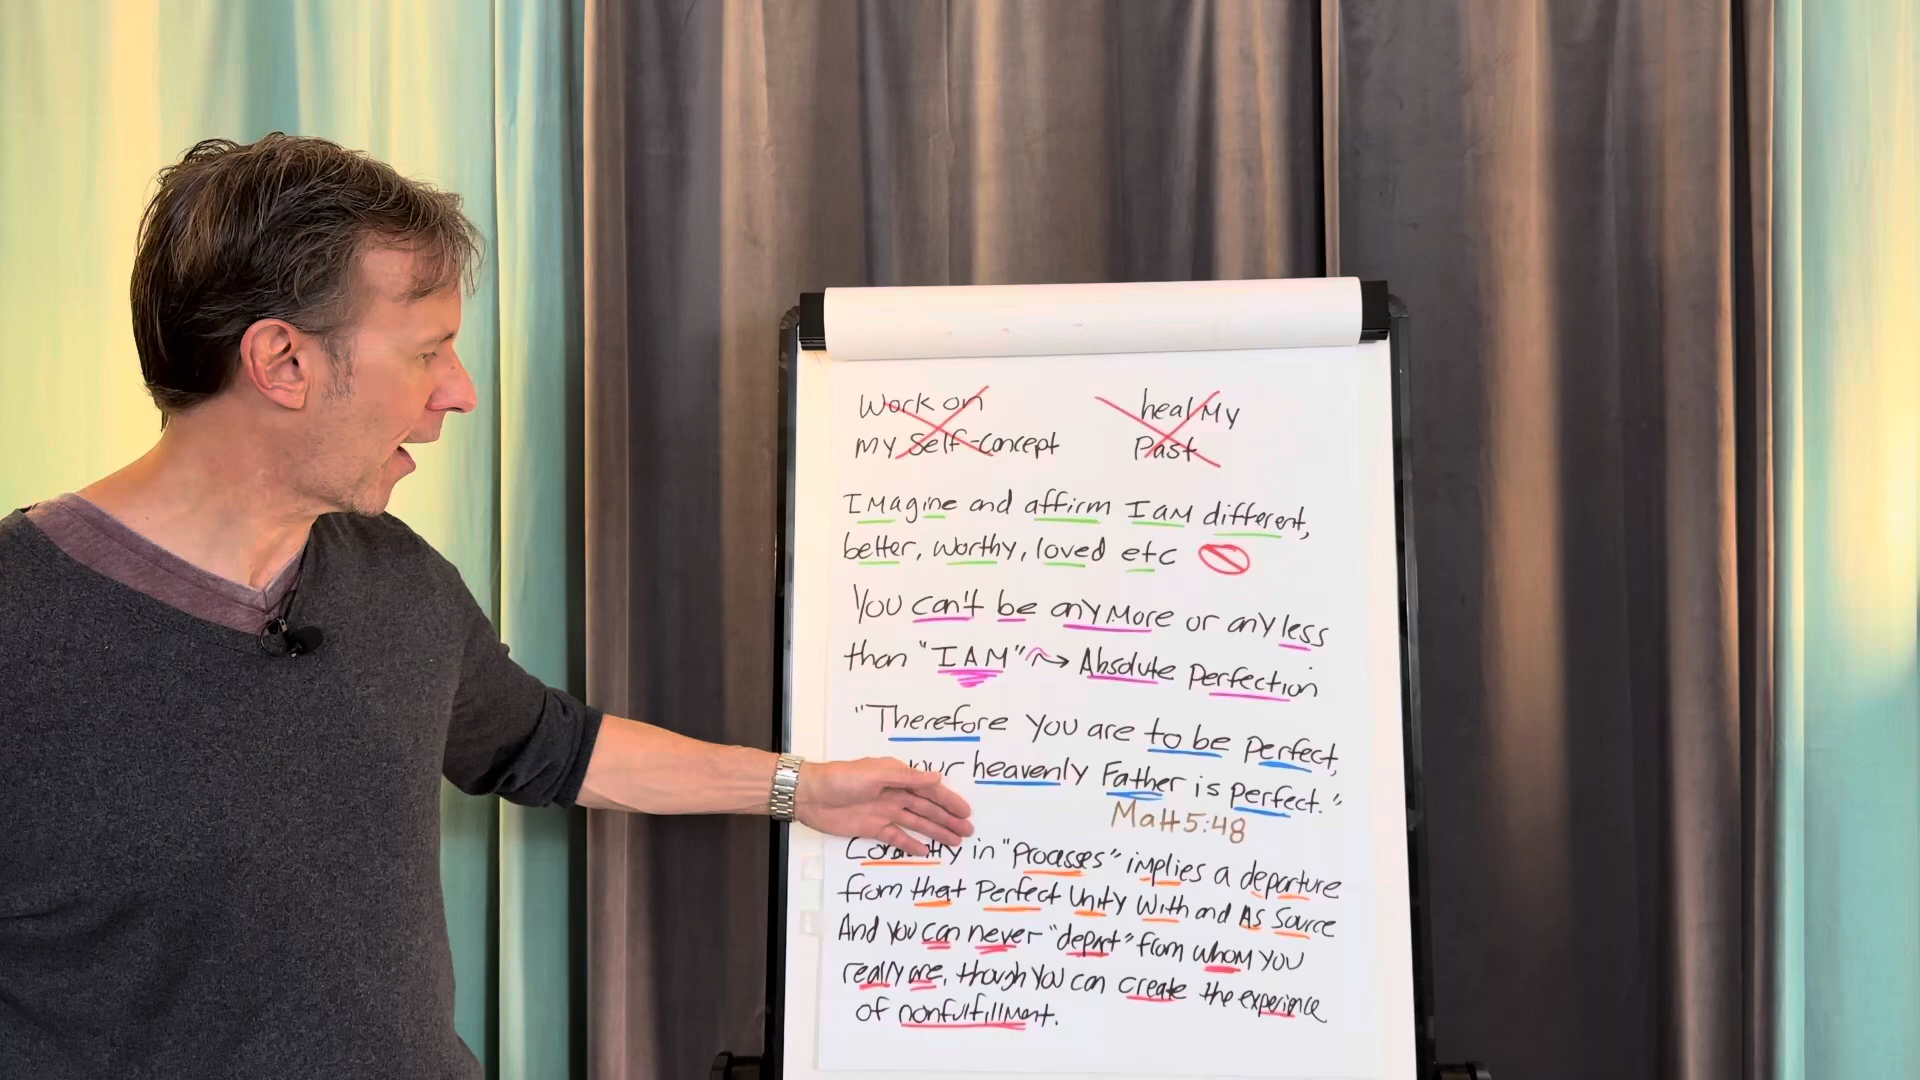 Work on
my Self-Concept
heal My
Past
IMagine and affirm I am different,
better, worthy, loved etc
You can't be any More or any less
than "I AM" → Absolute Perfection
"Therefore you are to be perfect,
heavenly Father is perfect."
Matt 5:48
in "Processes" implies a departure
from that Perfect Unity With and As Source
And you can never "depart" from whom you
really are, though you can create the experience
of nonfulfillment.